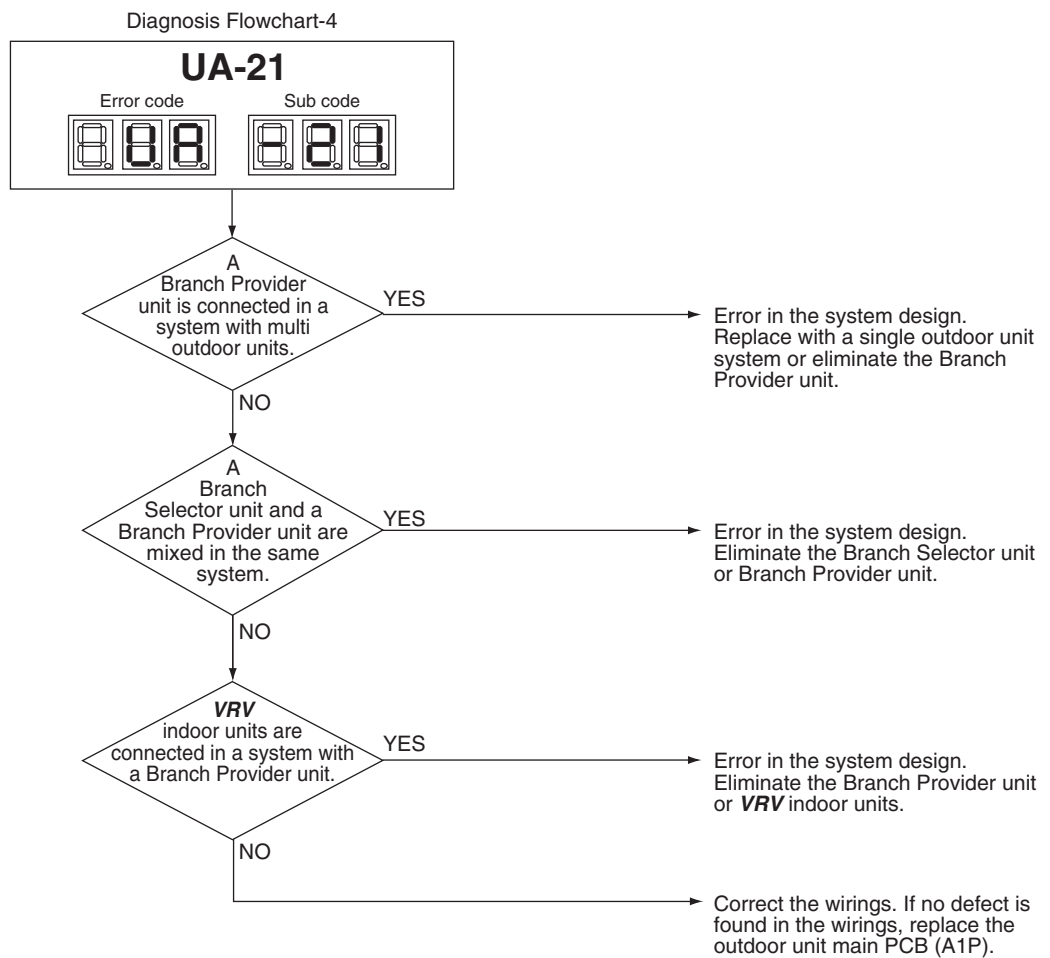 Diagnosis Flowchart-4
UA-21
Error code
Sub code
UA
-21
A
Branch Provider
unit is connected in a
system with multi
outdoor units.
YES
Error in the system design.
Replace with a single outdoor unit
system or eliminate the Branch
Provider unit.
NO
A
Branch
Selector unit and a
Branch Provider unit are
mixed in the same
system.
YES
Error in the system design.
Eliminate the Branch Selector unit
or Branch Provider unit.
NO
VRV
indoor units are
connected in a system with
a Branch Provider unit.
YES
Error in the system design.
Eliminate the Branch Provider unit
or VRV indoor units.
NO
Correct the wirings. If no defect is
found in the wirings, replace the
outdoor unit main PCB (A1P).